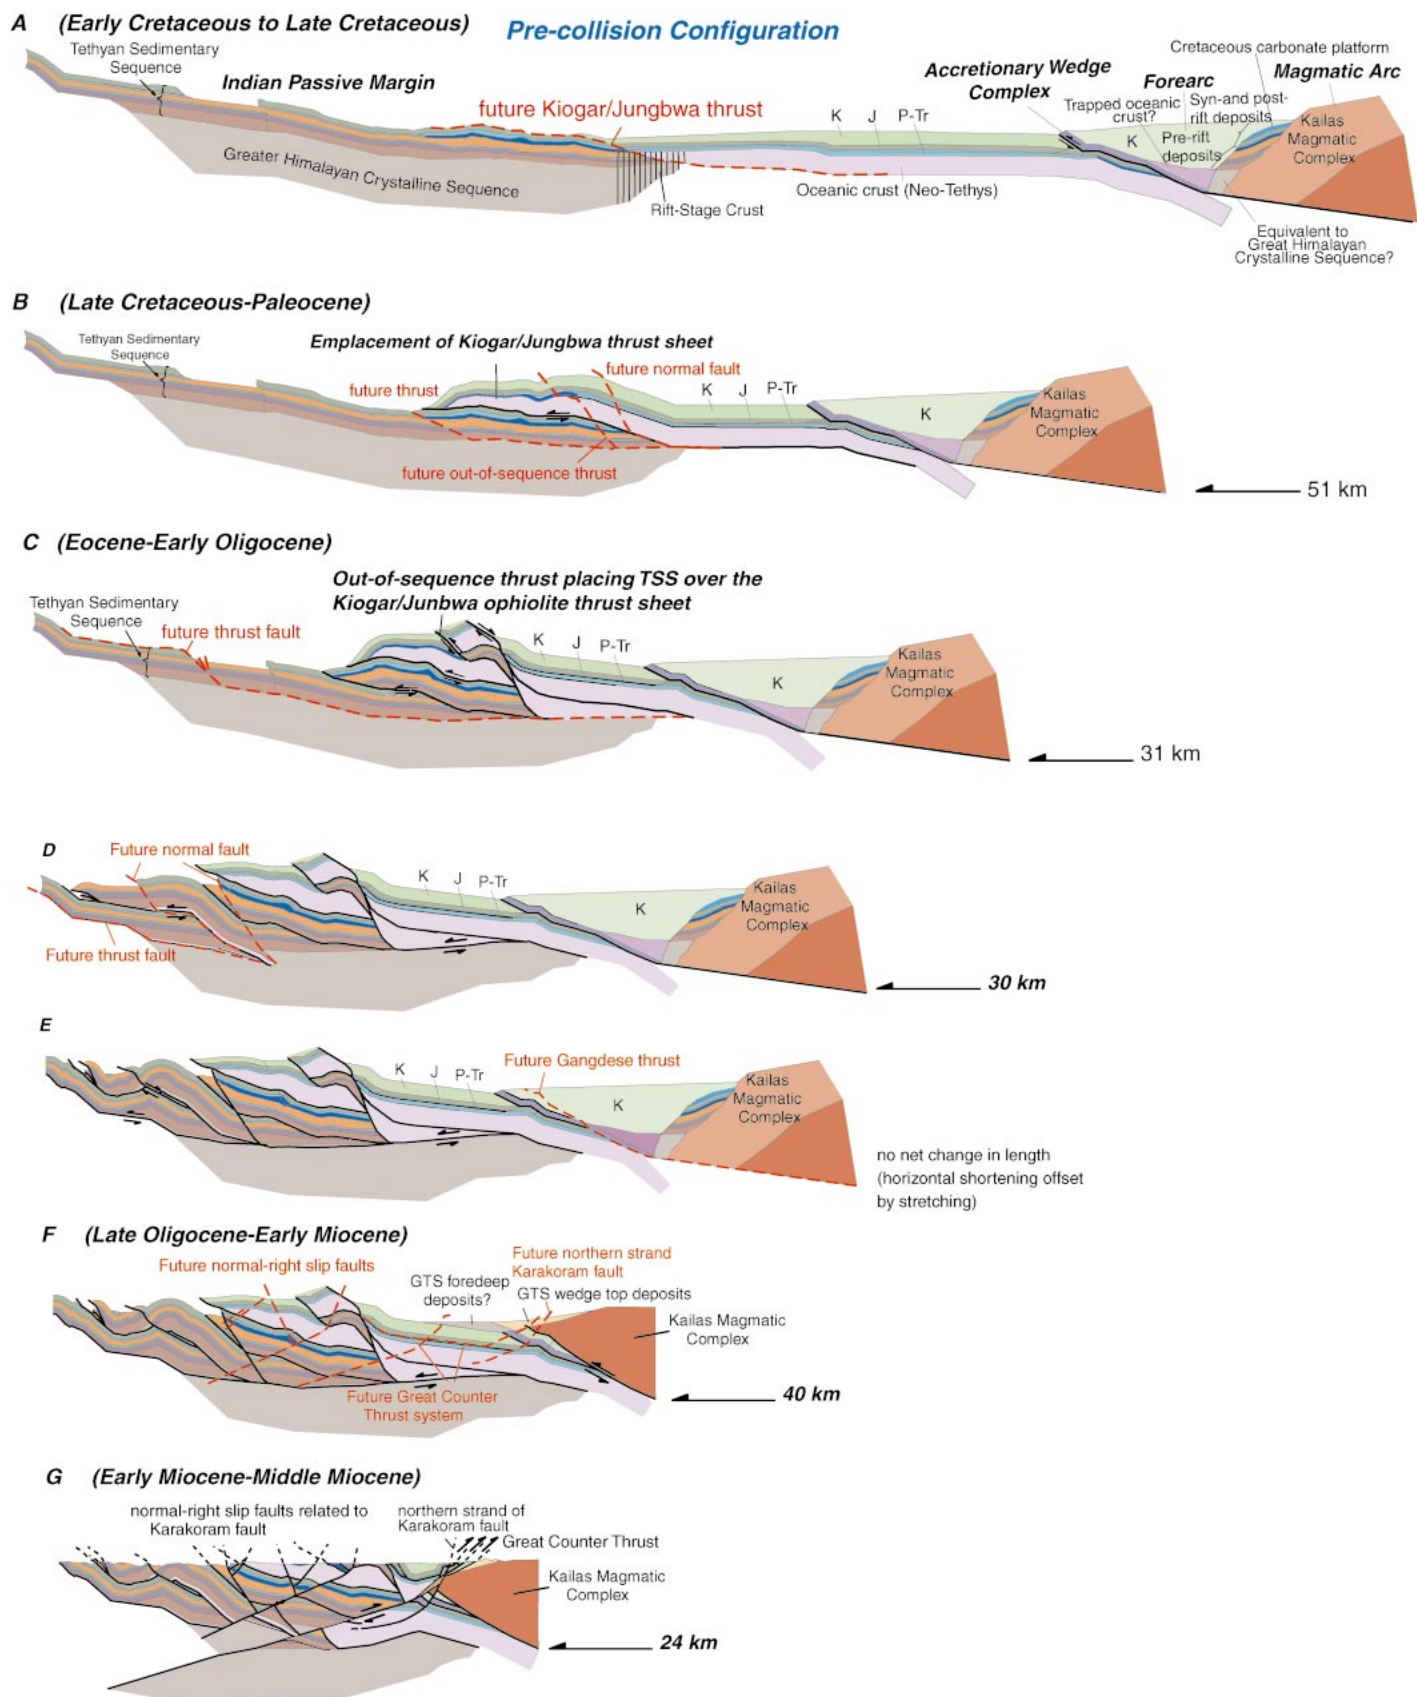 A (Early Cretaceous to Late Cretaceous)
Pre-collision Configuration
Tethyan Sedimentary
Sequence
Indian Passive Margin
future Kiogar/Jungbwa thrust
Accretionary Wedge
Complex
Cretaceous carbonate platform
Forearc
Magmatic Arc
Trapped oceanic
crust?
Syn-and post-
rift deposits
K J P-Tr
K
Pre-rift
deposits
Kailas
Magmatic
Complex
Greater Himalayan Crystalline Sequence
Rift-Stage Crust
Oceanic crust (Neo-Tethys)
Equivalent to
Great Himalayan
Crystalline Sequence?
B (Late Cretaceous-Paleocene)
Tethyan Sedimentary
Sequence
Emplacement of Kiogar/Jungbwa thrust sheet
future thrust
future normal fault
K J P-Tr
K
Kailas
Magmatic
Complex
future out-of-sequence thrust
51 km
C (Eocene-Early Oligocene)
Out-of-sequence thrust placing TSS over the
Kiogar/Junbwa ophiolite thrust sheet
Tethyan Sedimentary
Sequence
future thrust fault
K J P-Tr
K
Kailas
Magmatic
Complex
31 km
D
Future normal fault
K J P-Tr
K
Kailas
Magmatic
Complex
Future thrust fault
30 km
E
Future Gangdese thrust
K J P-Tr
K
Kailas
Magmatic
Complex
no net change in length
(horizontal shortening offset
by stretching)
F (Late Oligocene-Early Miocene)
Future normal-right slip faults
GTS foredeep
deposits?
Future northern strand
Karakoram fault
GTS wedge top deposits
Kailas Magmatic
Complex
Future Great Counter
Thrust system
40 km
G (Early Miocene-Middle Miocene)
normal-right slip faults related to
Karakoram fault
northern strand of
Karakoram fault
Great Counter Thrust
Kailas Magmatic
Complex
24 km